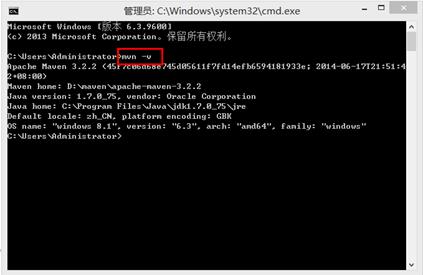 管理员: C:\Windows\system32\cmd.exe
Microsoft Windows [版本 6.3.9600]
(c) 2013 Microsoft Corporation。保留所有权利。
C:\Users\Administrator>mvn -v
Apache Maven 3.2.2 (45f7c06d68e745d05611f7fd14efb6594181933e; 2014-06-17T21:51:4
2+08:00)
Maven home: D:\maven\apache-maven-3.2.2
Java version: 1.7.0_75, vendor: Oracle Corporation
Java home: C:\Program Files\Java\jdk1.7.0_75\jre
Default locale: zh_CN, platform encoding: GBK
OS name: "windows 8.1", version: "6.3", arch: "amd64", family: "windows"
C:\Users\Administrator>